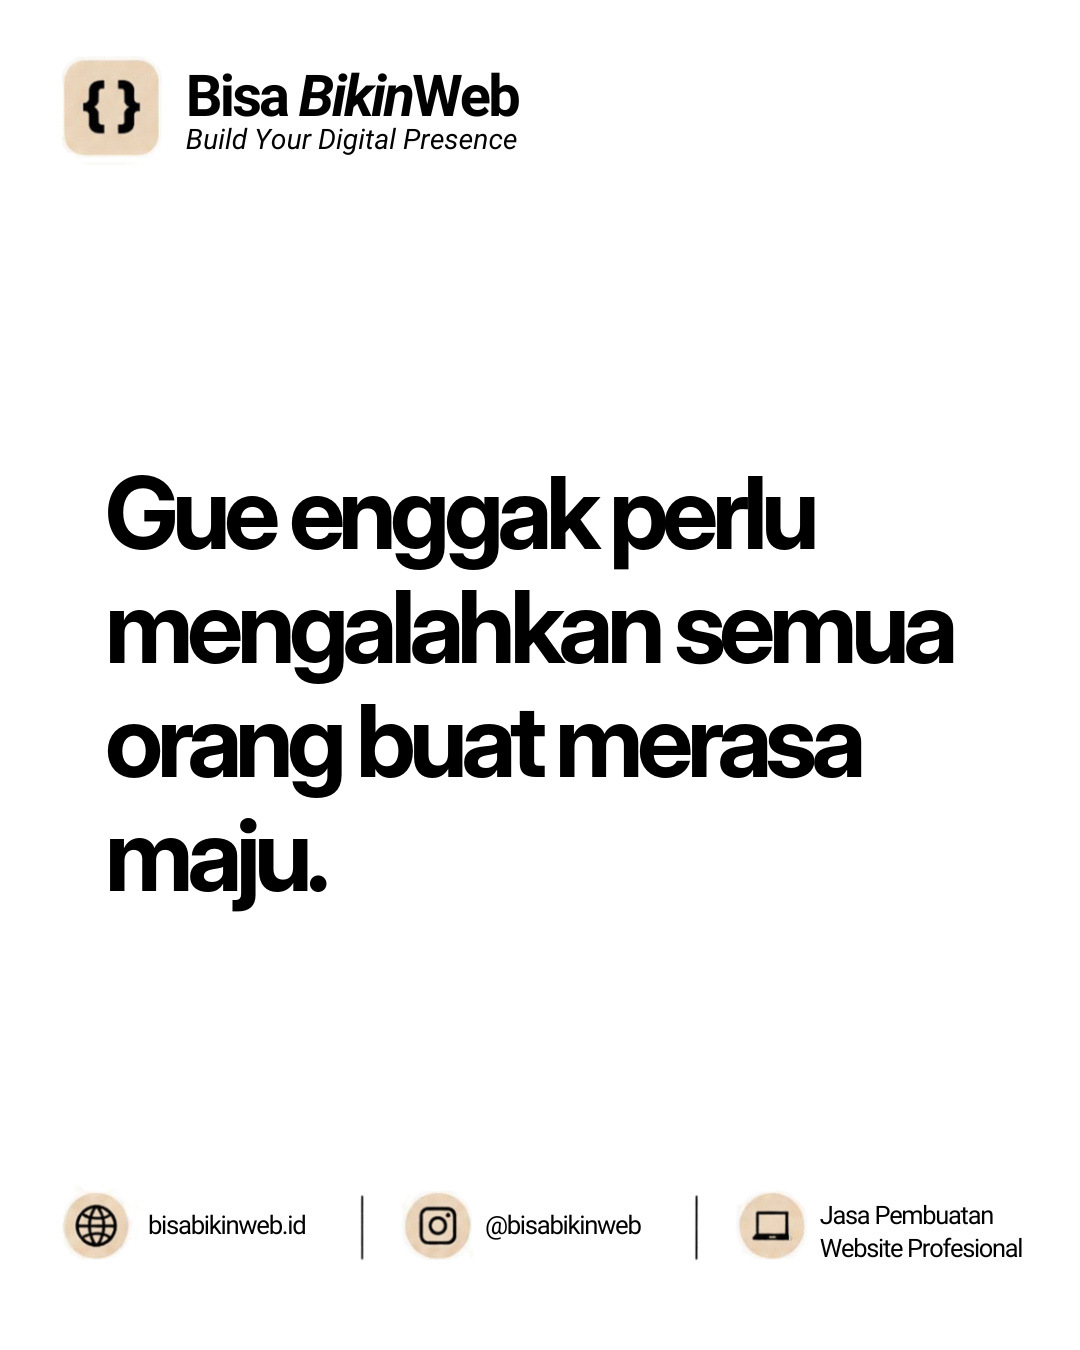 { }
Bisa BikinWeb
Build Your Digital Presence
Gue enggak perlu
mengalahkan semua
orang buat merasa
maju.
bisabikinweb.id
@bisabikinweb
Jasa Pembuatan
Website Profesional